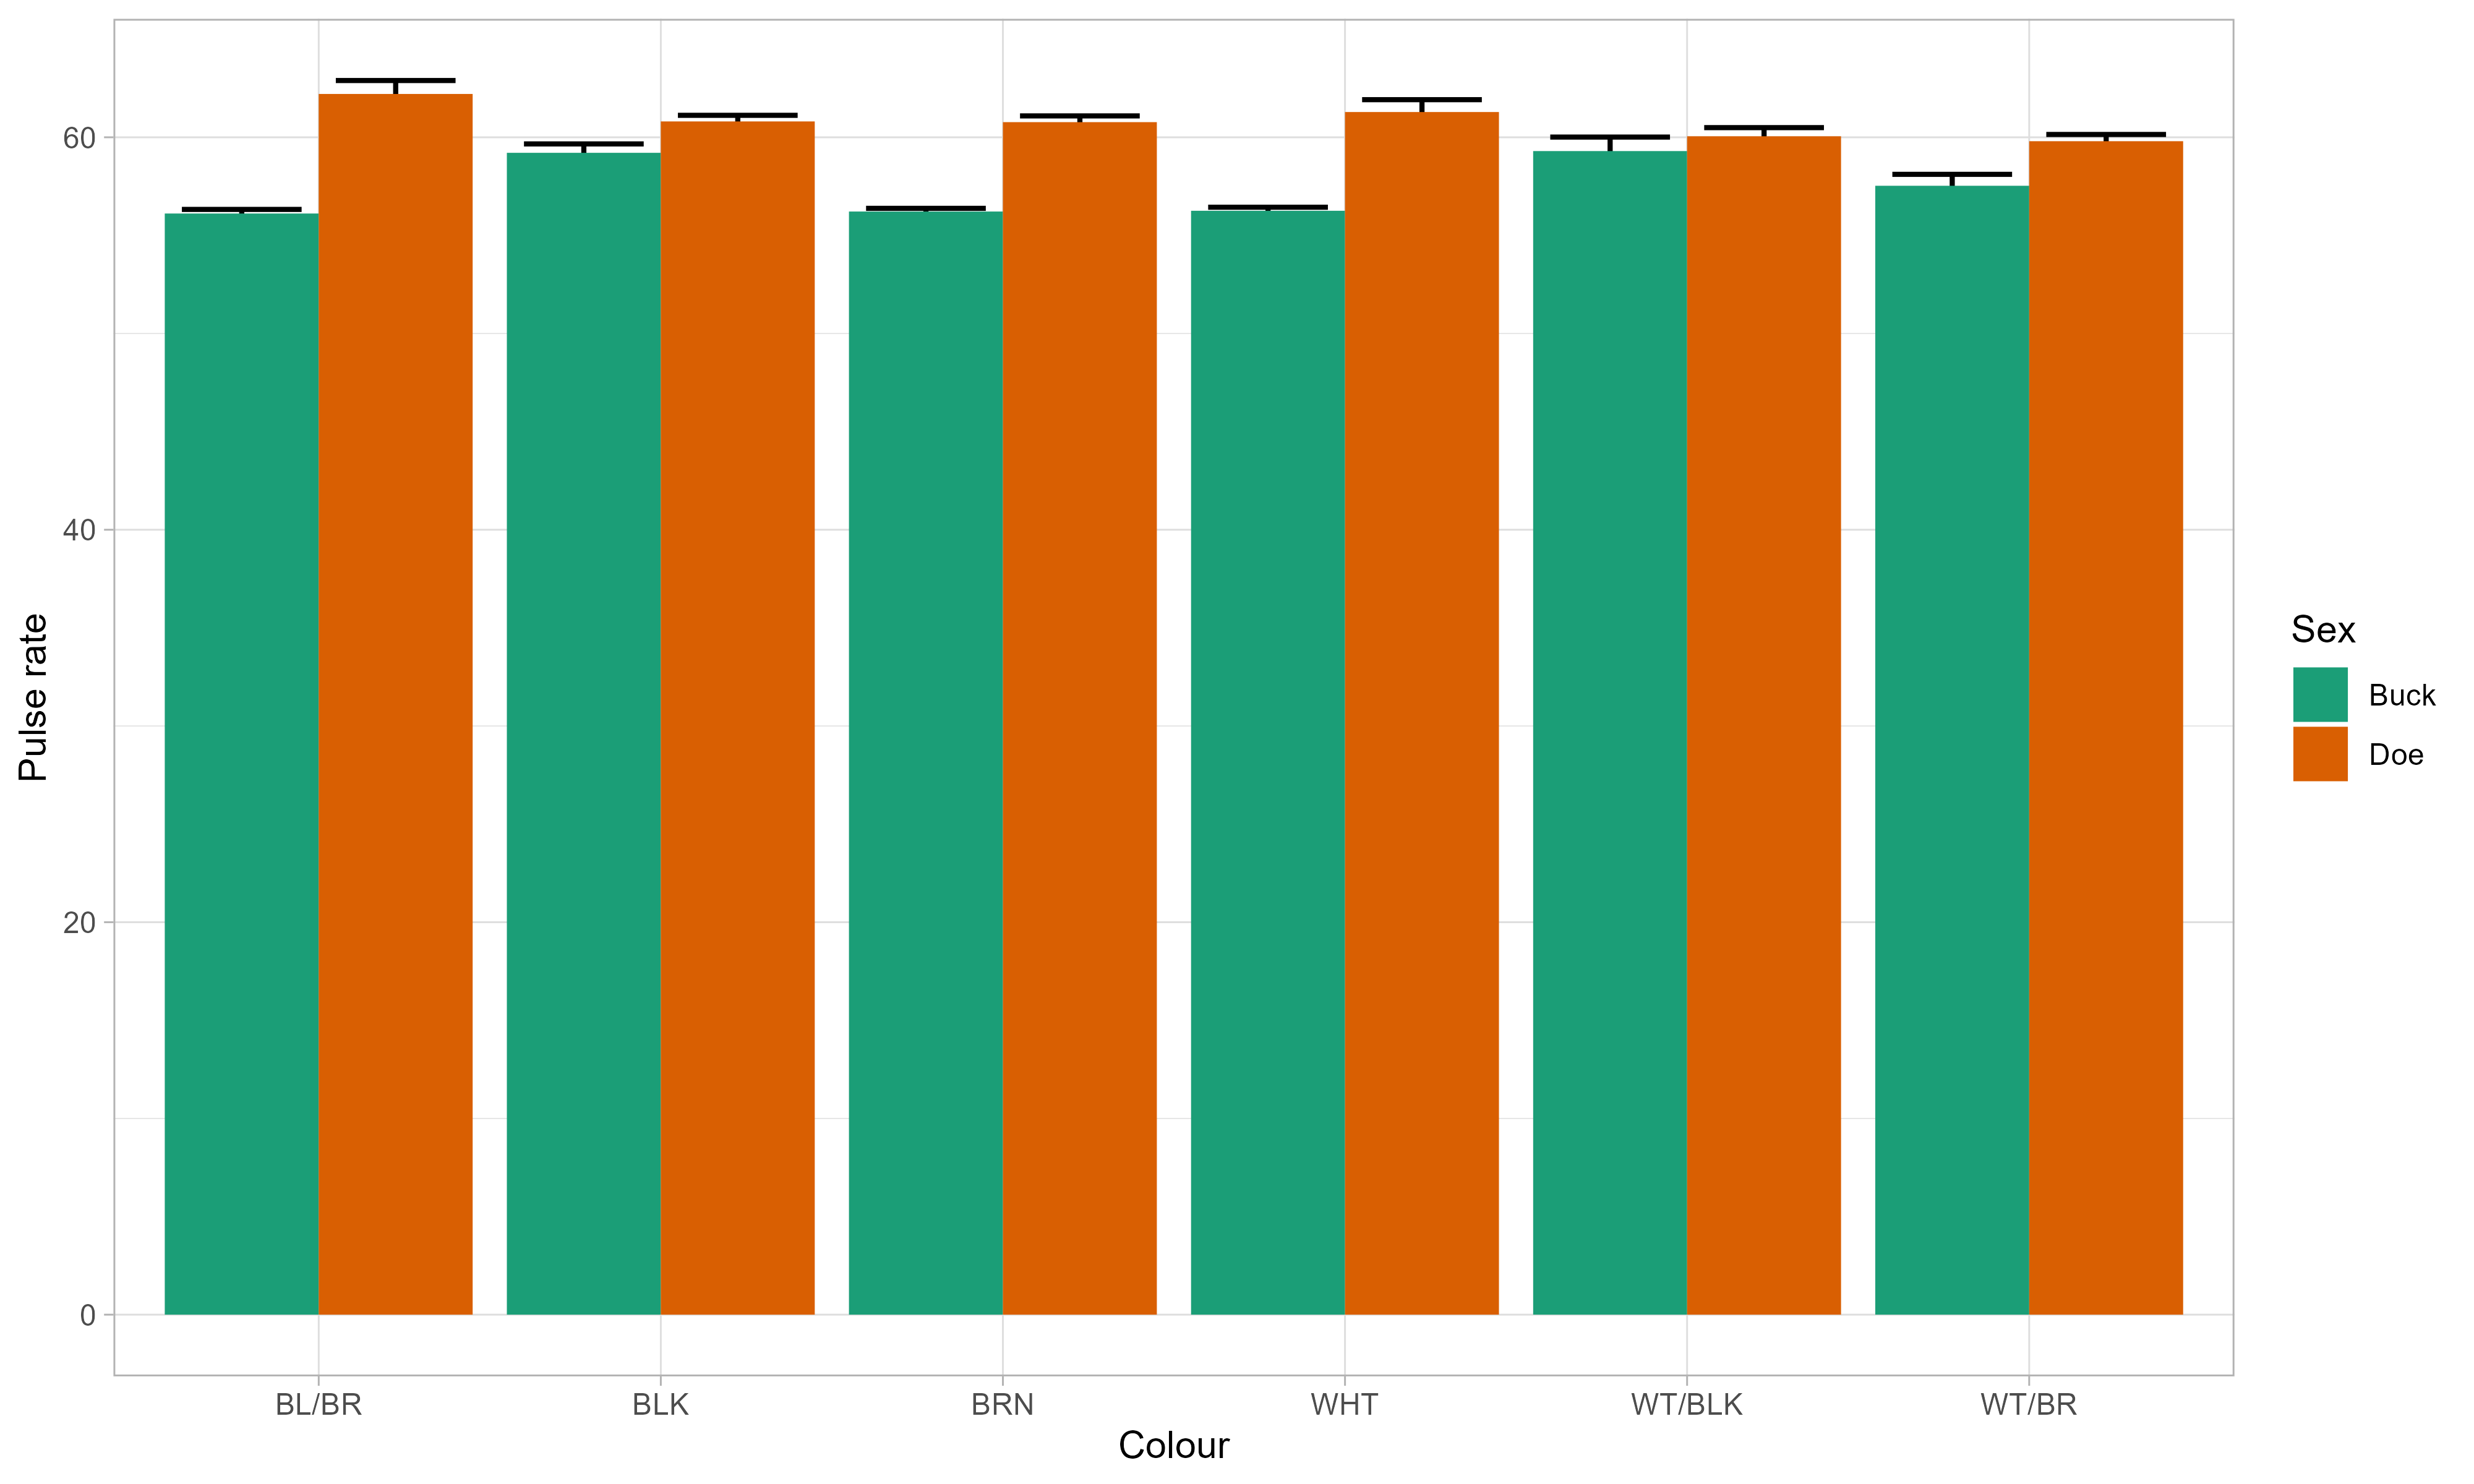 60
40
20
0
Pulse rate
BL/BR
BLK
BRN
WHT
WT/BLK
WT/BR
Colour
Sex
Buck
Doe